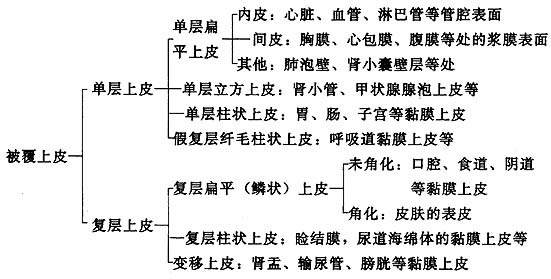 内皮：心脏、血管、淋巴管等管腔表面
单层扁
平上皮
间皮：胸膜、心包膜、腹膜等处的浆膜表面
其他：肺泡壁、肾小囊壁层等处
单层上皮
单层立方上皮：肾小管、甲状腺腺泡上皮等
单层柱状上皮：胃、肠、子宫等黏膜上皮
假复层纤毛柱状上皮：呼吸道黏膜上皮等
被覆上皮
复层扁平（鳞状）上皮
未角化：口腔、食道、阴道
等黏膜上皮
角化：皮肤的表皮
复层上皮
复层柱状上皮：睑结膜，尿道海绵体的黏膜上皮等
变移上皮：肾盂、输尿管、膀胱等黏膜上皮